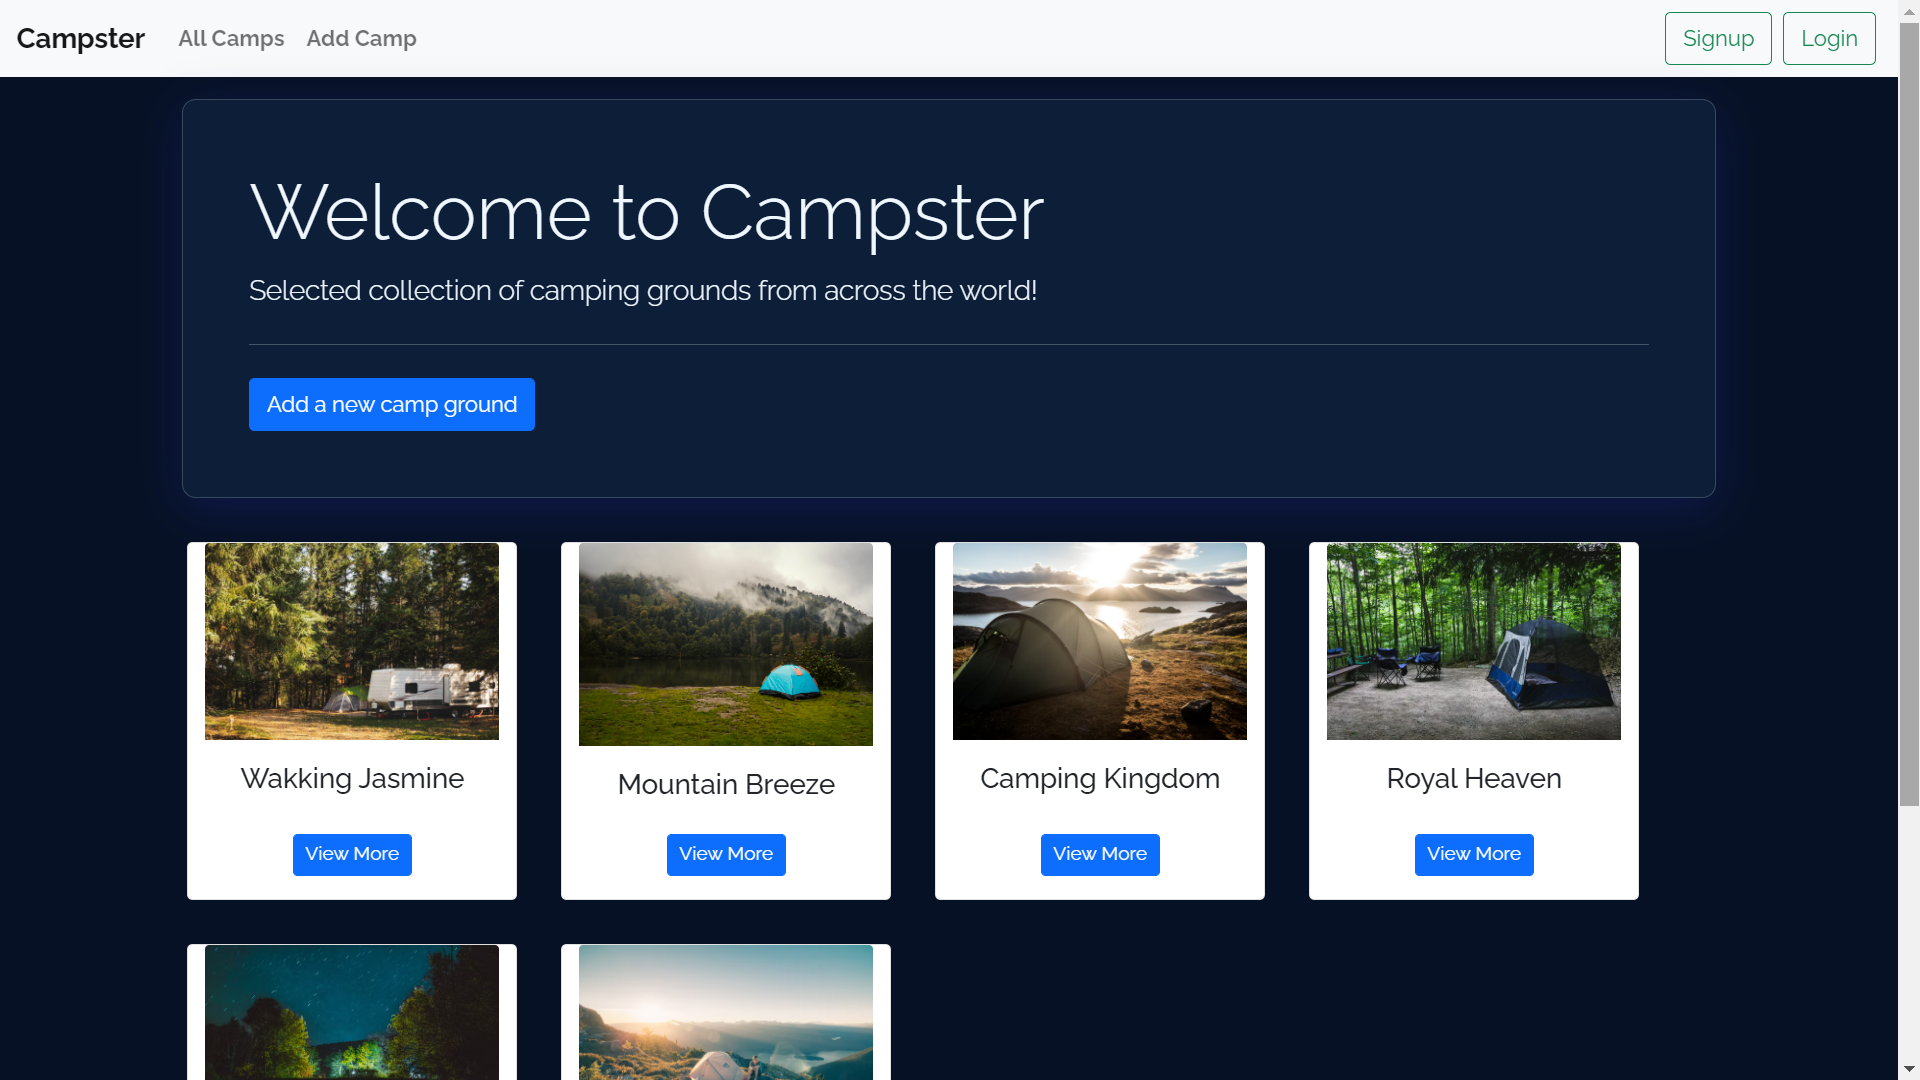 Campster All Camps Add Camp Signup Login
Welcome to Campster
Selected collection of camping grounds from across the world!
Add a new camp ground
Wakking Jasmine
View More
Mountain Breeze
View More
Camping Kingdom
View More
Royal Heaven
View More